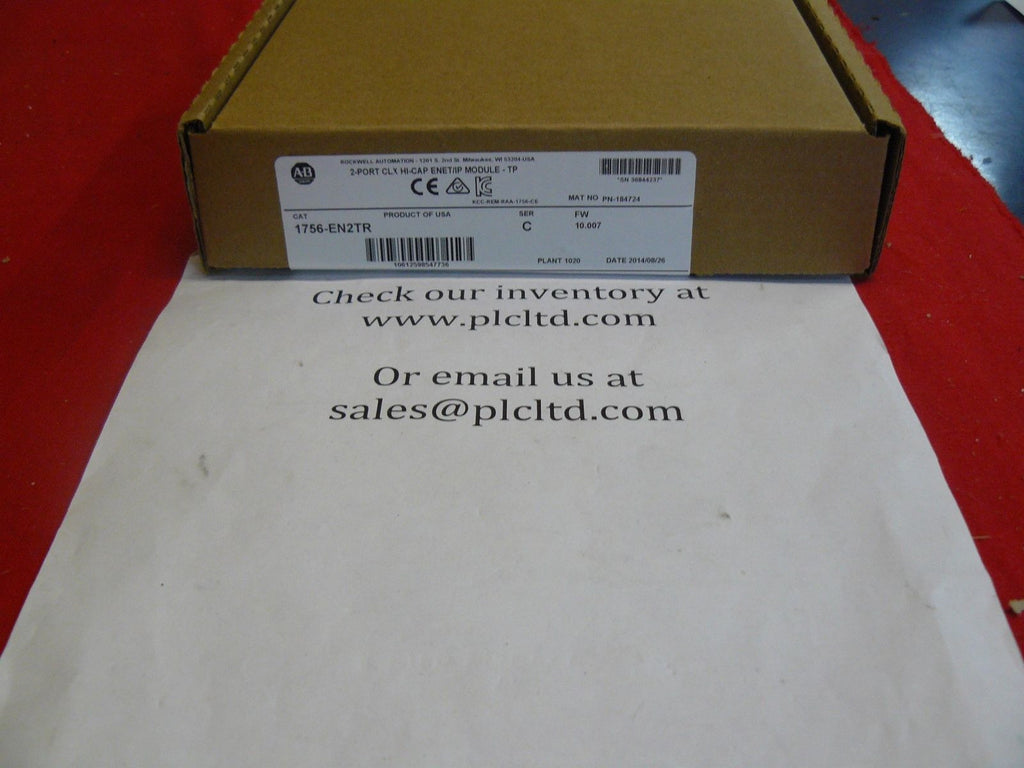 AB
ROCKWELL AUTOMATION - 1201 S. 2nd St. Milwaukee, WI 53204-USA
2-PORT CLX HI-CAP ENET/IP MODULE - TP
CE
KCC-REM-RAA-1756-CE
"SN 36844237"
MAT NO PN-184724
CAT
PRODUCT OF USA
SER
FW
1756-EN2TR
C
10.007
10612598547736
PLANT 1020
DATE 2014/08/26
Check our inventory at
www.plcltd.com
Or email us at
sales@plcltd.com